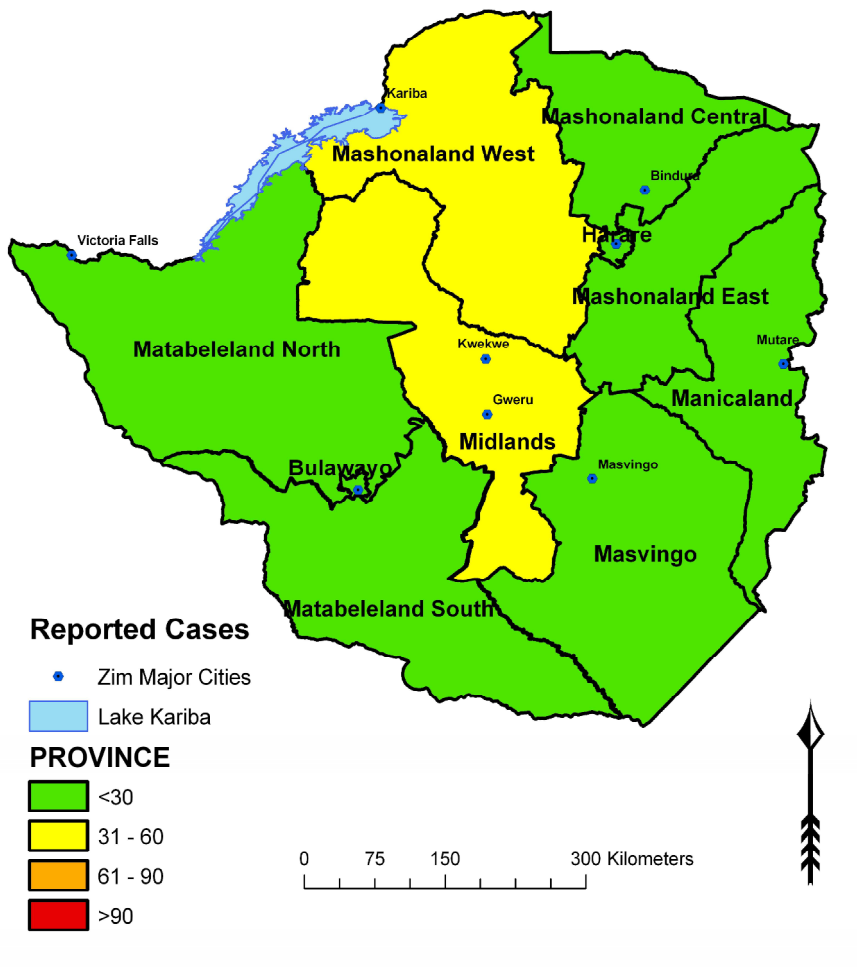 Kariba
Mashonaland Central
Mashonaland West
Bindura
Harare
Victoria Falls
Mashonaland East
Mutare
Kwekwe
Matabeleland North
Gweru
Manicaland
Midlands
Bulawayo
Masvingo
Masvingo
Matabeleland South
Reported Cases
Zim Major Cities
Lake Kariba
PROVINCE
<30
31 - 60
61 - 90
>90
0 75 150 300 Kilometers